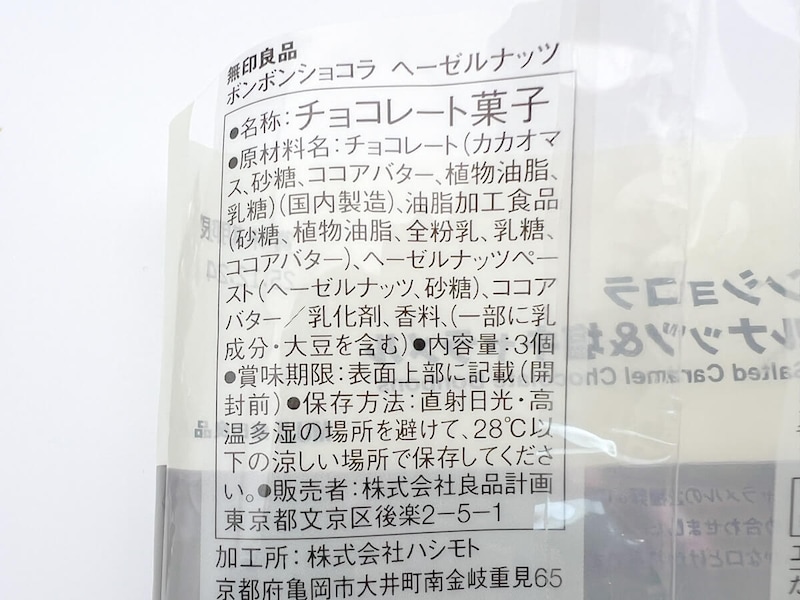 無印良品
ボンボンショコラ ヘーゼルナッツ
●名称：チョコレート菓子
●原材料名：チョコレート（カカオマ
ス、砂糖、ココアバター、植物油脂、
乳糖）（国内製造）、油脂加工食品
（砂糖、植物油脂、全粉乳、乳糖、
ココアバター）、ヘーゼルナッツペー
スト（ヘーゼルナッツ、砂糖）、ココア
バター／乳化剤、香料、（一部に乳
成分・大豆を含む）●内容量：3個
●賞味期限：表面上部に記載（開
封前）●保存方法：直射日光・高
温多湿の場所を避けて、28℃以
下の涼しい場所で保存してくださ
い。●販売者：株式会社良品計画
東京都文京区後楽2-5-1
加工所：株式会社ハシモト
京都府亀岡市大井町南金岐重見65
ンショコラ
ルナッツ&塩
Salted Caramel Chocolate